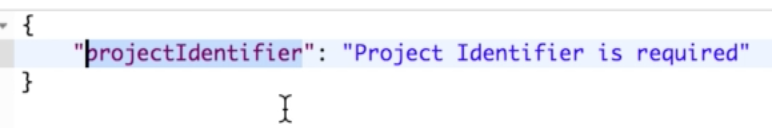 {
"projectIdentifier": "Project Identifier is required"
}